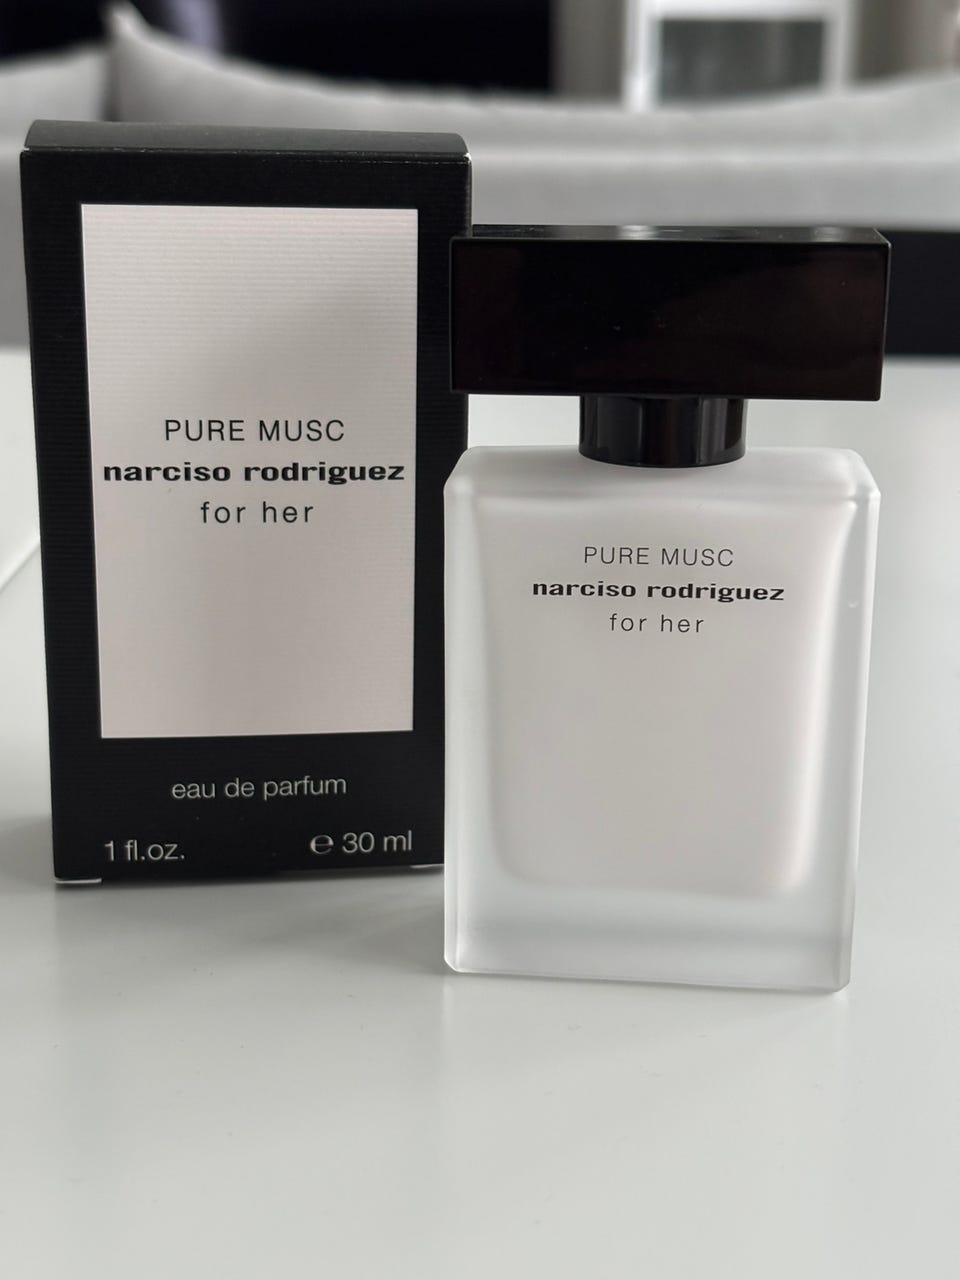 PURE MUSC
narciso rodriguez
for her
eau de parfum
1 fl.oz.
℮ 30 ml
PURE MUSC
narciso rodriguez
for her